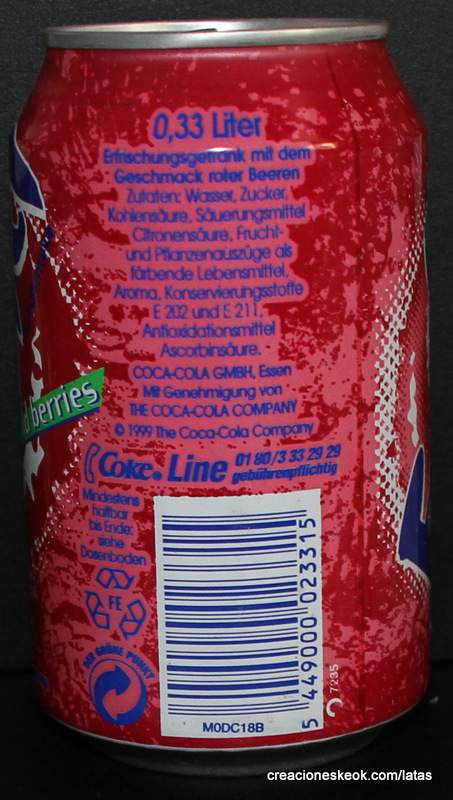 0,33 Liter
Erfrischungsgetränk mit dem
Geschmack roter Beeren
Zutaten: Wasser, Zucker,
Kohlensäure, Säuerungsmittel
Citronensäure, Frucht-
und Pflanzenauszüge als
färbende Lebensmittel,
Aroma, Konservierungsstoffe
E 202 und E 211,
Antioxidationsmittel
Ascorbinsäure.
COCA-COLA GMBH, Essen
Mit Genehmigung von
THE COCA-COLA COMPANY
© 1999 The Coca-Cola Company
berries
Coke. Line 01 80/3 33 29 29
gebührenpflichtig
Mindestens
haltbar
bis Ende:
siehe
Dosenboden
FE
DER GRÜNE PUNKT
M0DC18B
5 449000 023315
7235
creacioneskeok.com/latas